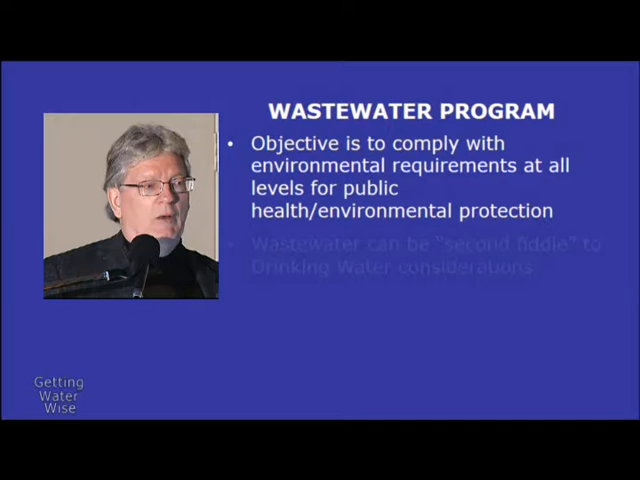 WASTEWATER PROGRAM
• Objective is to comply with
environmental requirements at all
levels for public
health/environmental protection
• Wastewater can be "second fiddle" to
Drinking Water considerations
Getting
Water
Wise